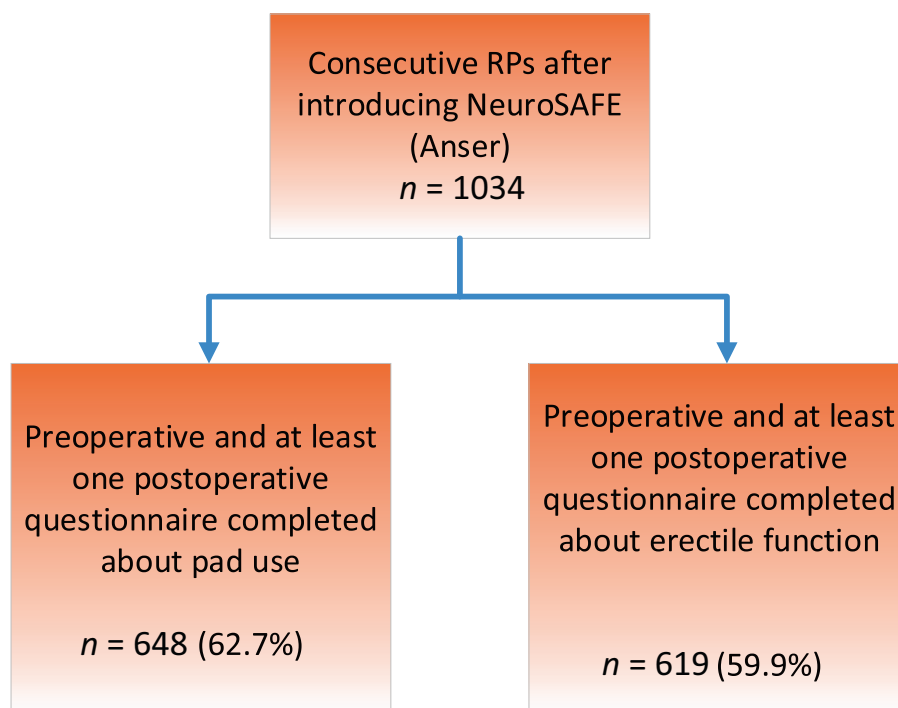 Consecutive RPs after
introducing NeuroSAFE
(Anser)
n = 1034
Preoperative and at least
one postoperative
questionnaire completed
about pad use
n = 648 (62.7%)
Preoperative and at least
one postoperative
questionnaire completed
about erectile function
n = 619 (59.9%)